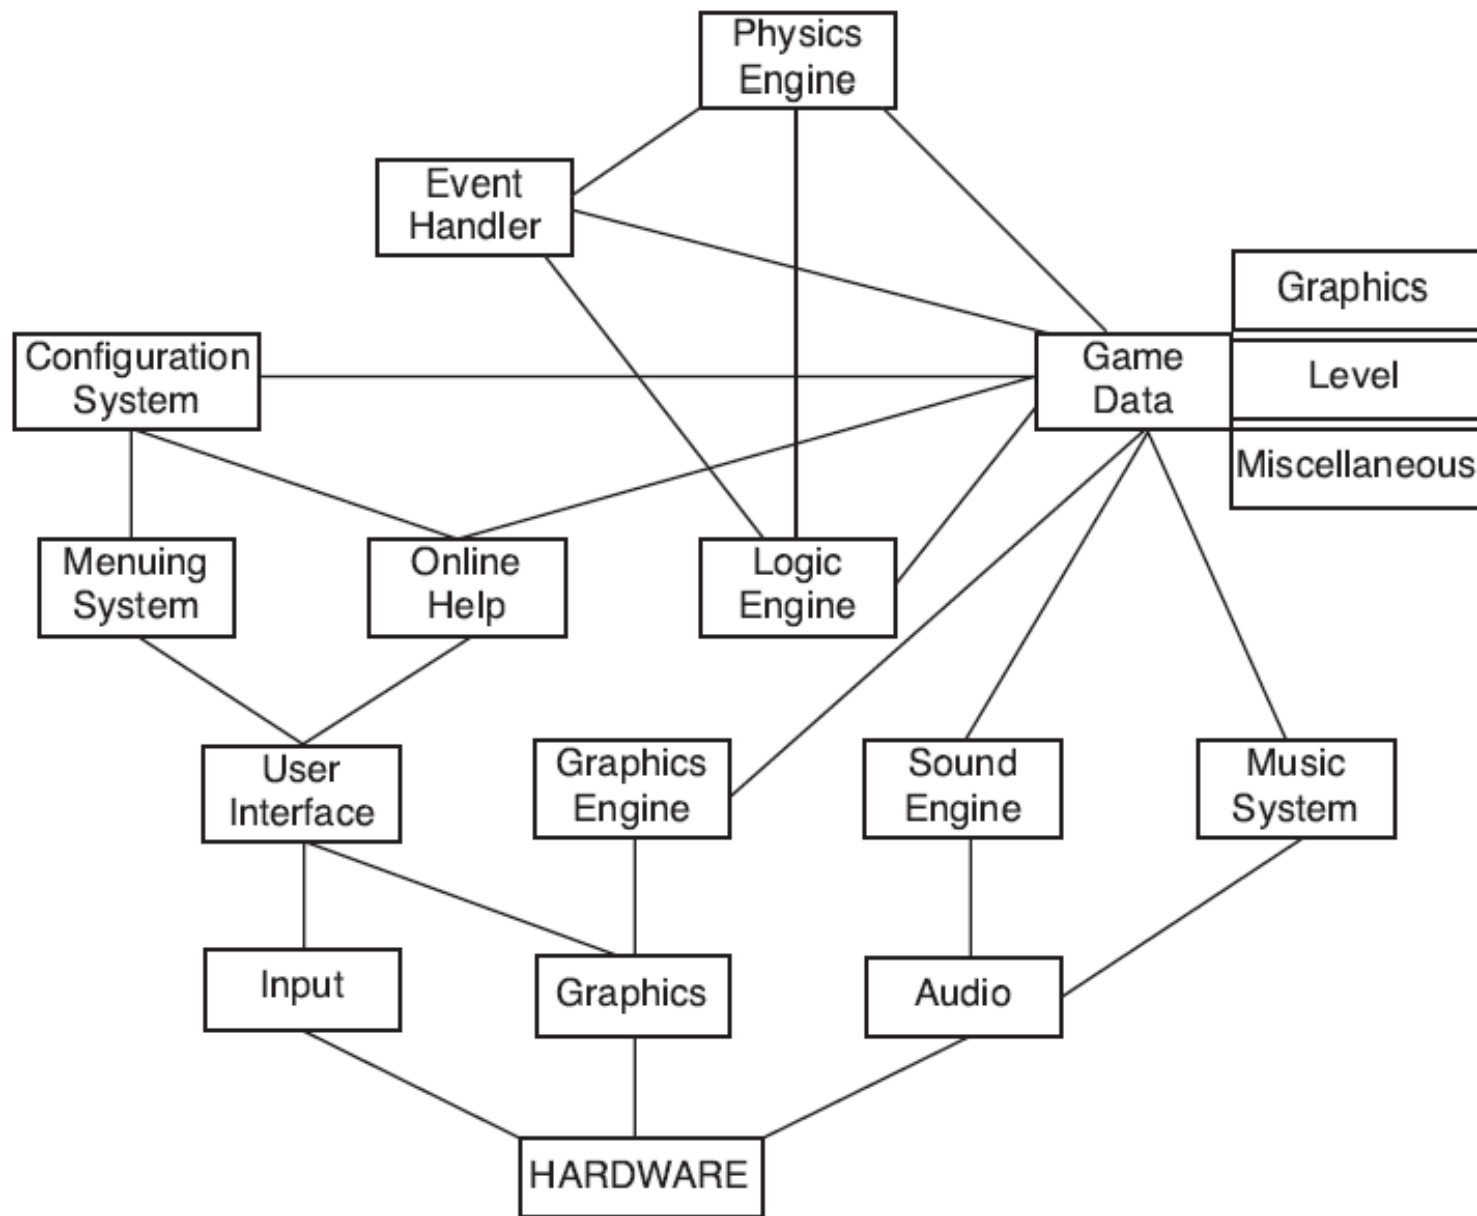 Physics
Engine
Event
Handler
Graphics
Configuration
System
Game
Data
Level
Miscellaneous
Menuing
System
Online
Help
Logic
Engine
User
Interface
Graphics
Engine
Sound
Engine
Music
System
Input
Graphics
Audio
HARDWARE